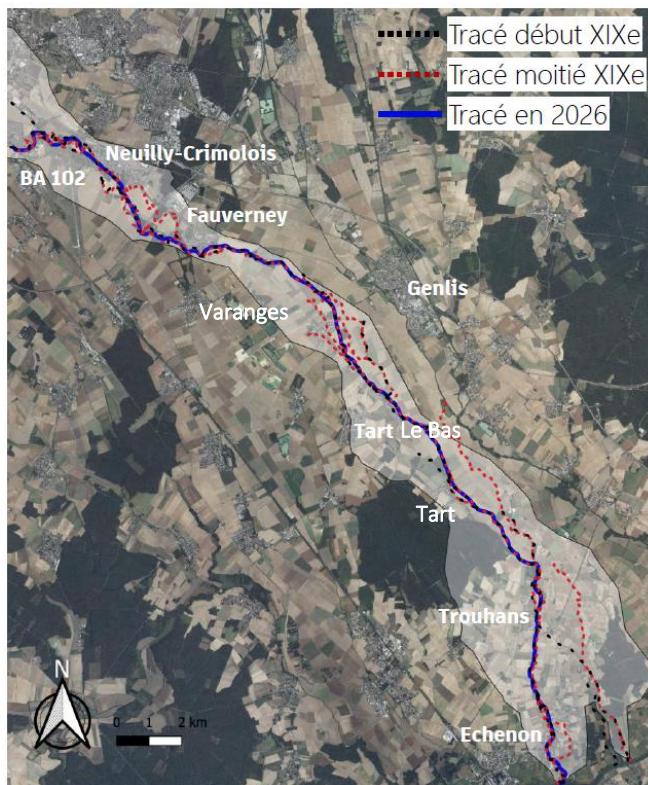 Tracé début XIXe
Tracé moitié XIXe
Tracé en 2026
Neuilly-Crimolois
BA 102
Fauverney
Genlis
Varanges
Tart Le Bas
Tart
Trouhans
N
0 1 2 km
Echenon